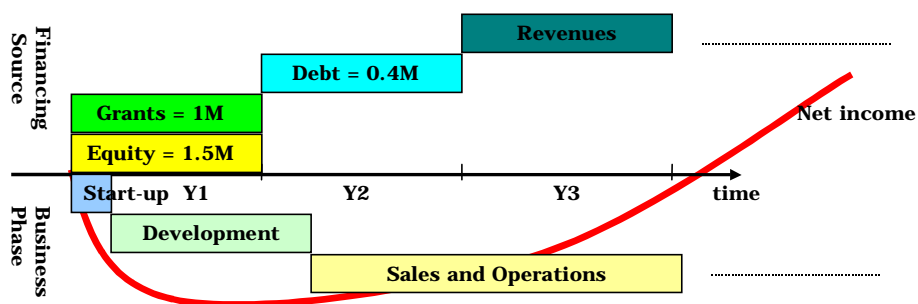 Financing
Source
Revenues
Debt = 0.4M
Grants = 1M
Net income
Equity = 1.5M
Start-up Y1 Y2 Y3 time
Business
Phase
Development
Sales and Operations